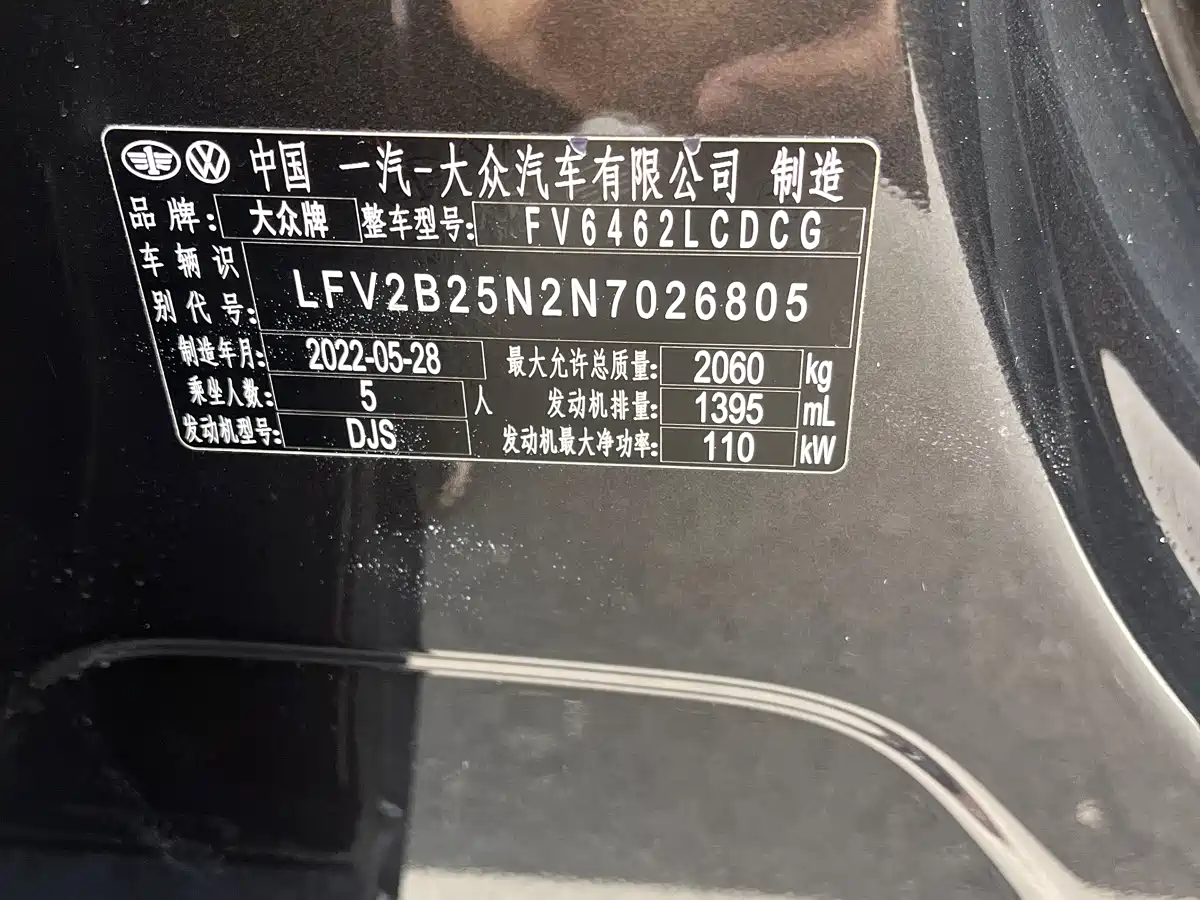 中国 一汽-大众汽车有限公司 制造
品牌: 大众牌 整车型号: FV6462LCDCG
车辆识别代号: LFV2B25N2N7026805
制造年月: 2022-05-28 最大允许总质量: 2060 kg
乘坐人数: 5 人 发动机排量: 1395 mL
发动机型号: DJS 发动机最大净功率: 110 kW